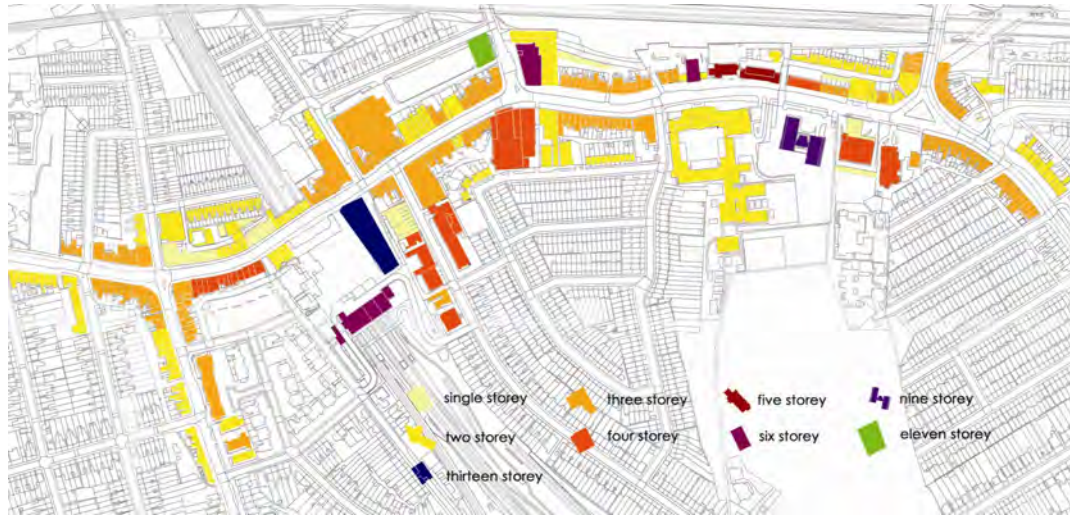 single storey
three storey
five storey
nine storey
two storey
four storey
six storey
eleven storey
thirteen storey